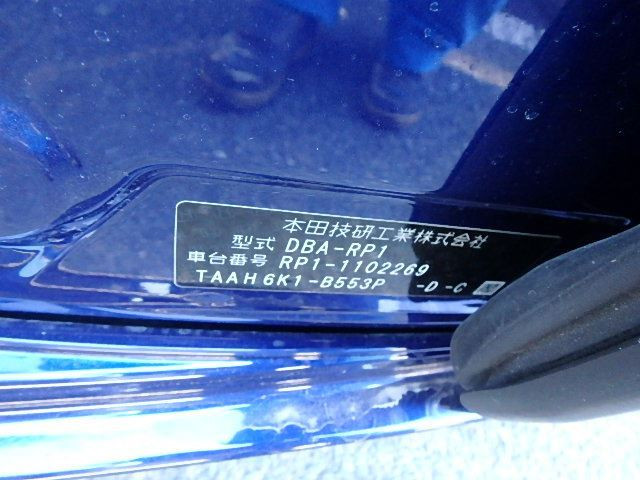 本田技研工業株式会社
型式 DBA-RP1
車台番号 RP1-1102269
TAAH6K1-B553P -D-C